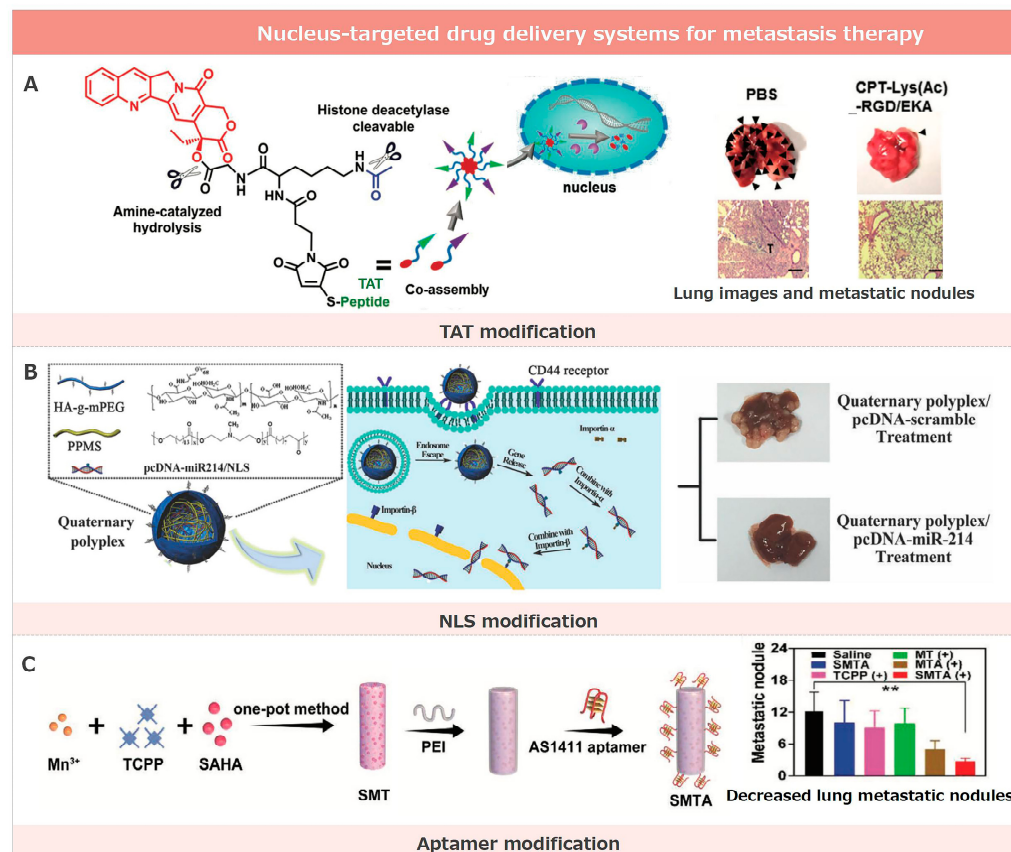 Nucleus-targeted drug delivery systems for metastasis therapy
A
O
N
N
O
O
O
O
O
N
H
O
NH
O
H
N
O
O
N
O
S-Peptide
TAT
Histone deacetylase
cleavable
Amine-catalyzed
hydrolysis
=
Co-assembly
nucleus
PBS
CPT-Lys(Ac)
-RGD/EKA
T
Lung images and metastatic nodules
TAT modification
B
HA-g-mPEG
PPMS
pcDNA-miR214/NLS
Quaternary
polyplex
CD44 receptor
Importin α
Endosome
Escape
Gene
Release
Combine with
Importin-α
Importin-β
Combine with
Importin-β
Nucleus
Quaternary polyplex/
pcDNA-scramble
Treatment
Quaternary polyplex/
pcDNA-miR-214
Treatment
NLS modification
C
Mn³⁺
+
TCPP
+
SAHA
one-pot method
SMT
PEI
AS1411 aptamer
SMTA
Metastatic nodule
24
18
12
6
0
Saline
SMTA
TCPP (+)
MT (+)
MTA (+)
SMTA (+)
**
Decreased lung metastatic nodules
Aptamer modification